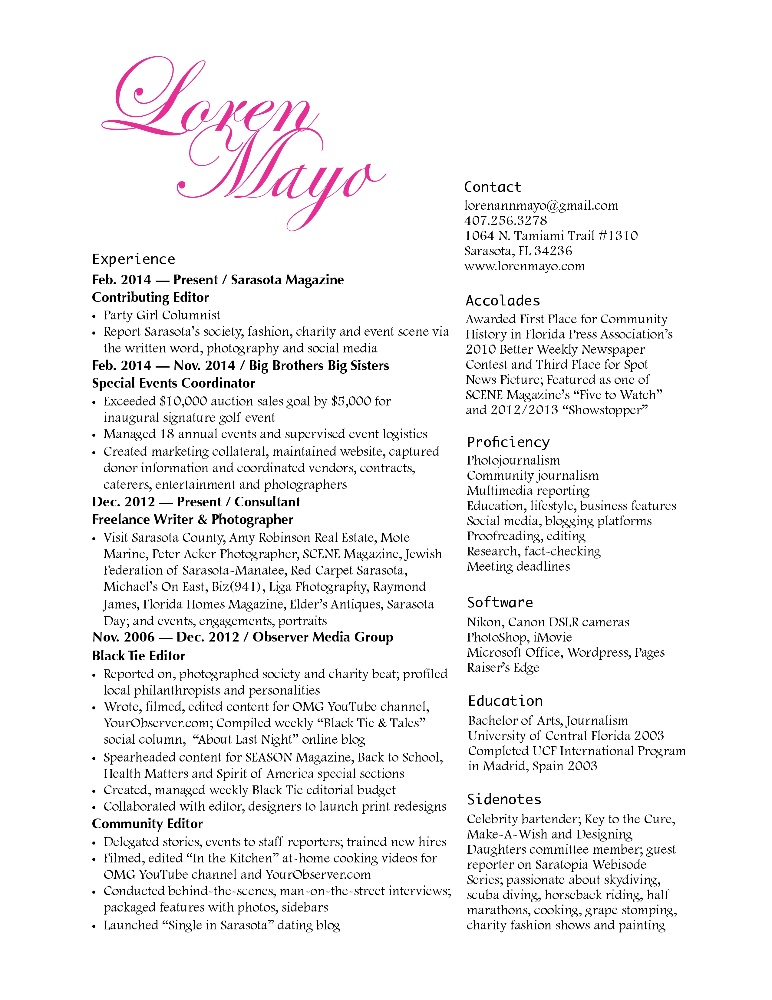 Loren
Mayo
Experience
Feb. 2014 — Present / Sarasota Magazine
Contributing Editor
• Party Girl Columnist
• Report Sarasota's society, fashion, charity and event scene via
the written word, photography and social media
Feb. 2014 — Nov. 2014 / Big Brothers Big Sisters
Special Events Coordinator
• Exceeded $10,000 auction sales goal by $5,000 for
inaugural signature golf event
• Managed 18 annual events and supervised event logistics
• Created marketing collateral, maintained website, captured
donor information and coordinated vendors, contracts,
caterers, entertainment and photographers
Dec. 2012 — Present / Consultant
Freelance Writer & Photographer
• Visit Sarasota County, Amy Robinson Real Estate, Mote
Marine, Peter Acker Photographer, SCENE Magazine, Jewish
Federation of Sarasota-Manatee, Red Carpet Sarasota,
Michael's On East, Biz(941), Liga Photography, Raymond
James, Florida Homes Magazine, Elder's Antiques, Sarasota
Day; and events, engagements, portraits
Nov. 2006 — Dec. 2012 / Observer Media Group
Black Tie Editor
• Reported on, photographed society and charity beat; profiled
local philanthropists and personalities
• Wrote, filmed, edited content for OMG YouTube channel,
YourObserver.com; Compiled weekly "Black Tie & Tales"
social column, "About Last Night" online blog
• Spearheaded content for SEASON Magazine, Back to School,
Health Matters and Spirit of America special sections
• Created, managed weekly Black Tie editorial budget
• Collaborated with editor, designers to launch print redesigns
Community Editor
• Delegated stories, events to staff reporters; trained new hires
• Filmed, edited "In the Kitchen" at-home cooking videos for
OMG YouTube channel and YourObserver.com
• Conducted behind-the-scenes, man-on-the-street interviews;
packaged features with photos, sidebars
• Launched "Single in Sarasota" dating blog
Contact
lorenannmayo@gmail.com
407.256.3278
1064 N. Tamiami Trail #1310
Sarasota, FL 34236
www.lorenmayo.com
Accolades
Awarded First Place for Community
History in Florida Press Association's
2010 Better Weekly Newspaper
Contest and Third Place for Spot
News Picture; Featured as one of
SCENE Magazine's "Five to Watch"
and 2012/2013 "Showstopper"
Proficiency
Photojournalism
Community journalism
Multimedia reporting
Education, lifestyle, business features
Social media, blogging platforms
Proofreading, editing
Research, fact-checking
Meeting deadlines
Software
Nikon, Canon DSLR cameras
PhotoShop, iMovie
Microsoft Office, Wordpress, Pages
Raiser's Edge
Education
Bachelor of Arts, Journalism
University of Central Florida 2003
Completed UCF International Program
in Madrid, Spain 2003
Sidenotes
Celebrity bartender; Key to the Cure,
Make-A-Wish and Designing
Daughters committee member; guest
reporter on Saratopia Webisode
Series; passionate about skydiving,
scuba diving, horseback riding, half
marathons, cooking, grape stomping,
charity fashion shows and painting